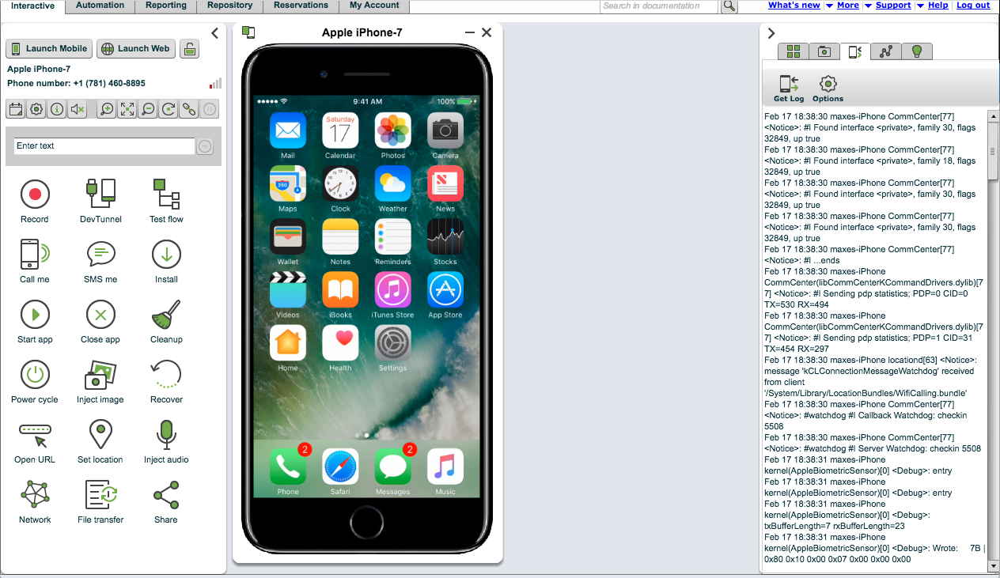 Interactive
Automation
Reporting
Repository
Reservations
My Account
Search in documentation
What's new
More
Support
Help
Log out
Launch Mobile
Launch Web
Apple iPhone-7
Phone number: +1 (781) 460-8895
Enter text
Record
DevTunnel
Test flow
Call me
SMS me
Install
Start app
Close app
Cleanup
Power cycle
Inject image
Recover
Open URL
Set location
Inject audio
Network
File transfer
Share
Apple iPhone-7
9:41 AM
100%
Saturday
17
Mail
Calendar
Photos
Camera
280
Maps
Clock
Weather
News
Wallet
Notes
Reminders
Stocks
Videos
iBooks
iTunes Store
App Store
Home
Health
Settings
2
2
Phone
Safari
Messages
Music
Get Log
Options
Feb 17 18:38:30 maxes-iPhone CommCenter[77]
<Notice>: #I Found interface <private>, family 30, flags
32849, up true
Feb 17 18:38:30 maxes-iPhone CommCenter[77]
<Notice>: #I Found interface <private>, family 18, flags
32849, up true
Feb 17 18:38:30 maxes-iPhone CommCenter[77]
<Notice>: #I Found interface <private>, family 30, flags
32849, up true
Feb 17 18:38:30 maxes-iPhone CommCenter[77]
<Notice>: #I Found interface <private>, family 30, flags
32849, up true
Feb 17 18:38:30 maxes-iPhone CommCenter[77]
<Notice>: #I ...ends
Feb 17 18:38:30 maxes-iPhone
CommCenter(libCommCenterKCommandDrivers.dylib)[7
7] <Notice>: #I Sending pdp statistics; PDP=0 CID=0
TX=530 RX=494
Feb 17 18:38:30 maxes-iPhone
CommCenter(libCommCenterKCommandDrivers.dylib)[7
7] <Notice>: #I Sending pdp statistics; PDP=1 CID=31
TX=454 RX=297
Feb 17 18:38:30 maxes-iPhone locationd[63] <Notice>:
message 'kCLConnectionMessageWatchdog' received
from client
'/System/Library/LocationBundles/WifiCalling.bundle'
Feb 17 18:38:30 maxes-iPhone CommCenter[77]
<Notice>: #watchdog #I Callback Watchdog: checkin
5508
Feb 17 18:38:30 maxes-iPhone CommCenter[77]
<Notice>: #watchdog #I Server Watchdog: checkin 5508
Feb 17 18:38:31 maxes-iPhone
kernel(AppleBiometricSensor)[0] <Debug>: entry
Feb 17 18:38:31 maxes-iPhone
kernel(AppleBiometricSensor)[0] <Debug>: entry
Feb 17 18:38:31 maxes-iPhone
kernel(AppleBiometricSensor)[0] <Debug>:
txBufferLength=7 rxBufferLength=23
Feb 17 18:38:31 maxes-iPhone
kernel(AppleBiometricSensor)[0] <Debug>: Wrote: 7B |
0x80 0x10 0x00 0x07 0x00 0x00 0x00